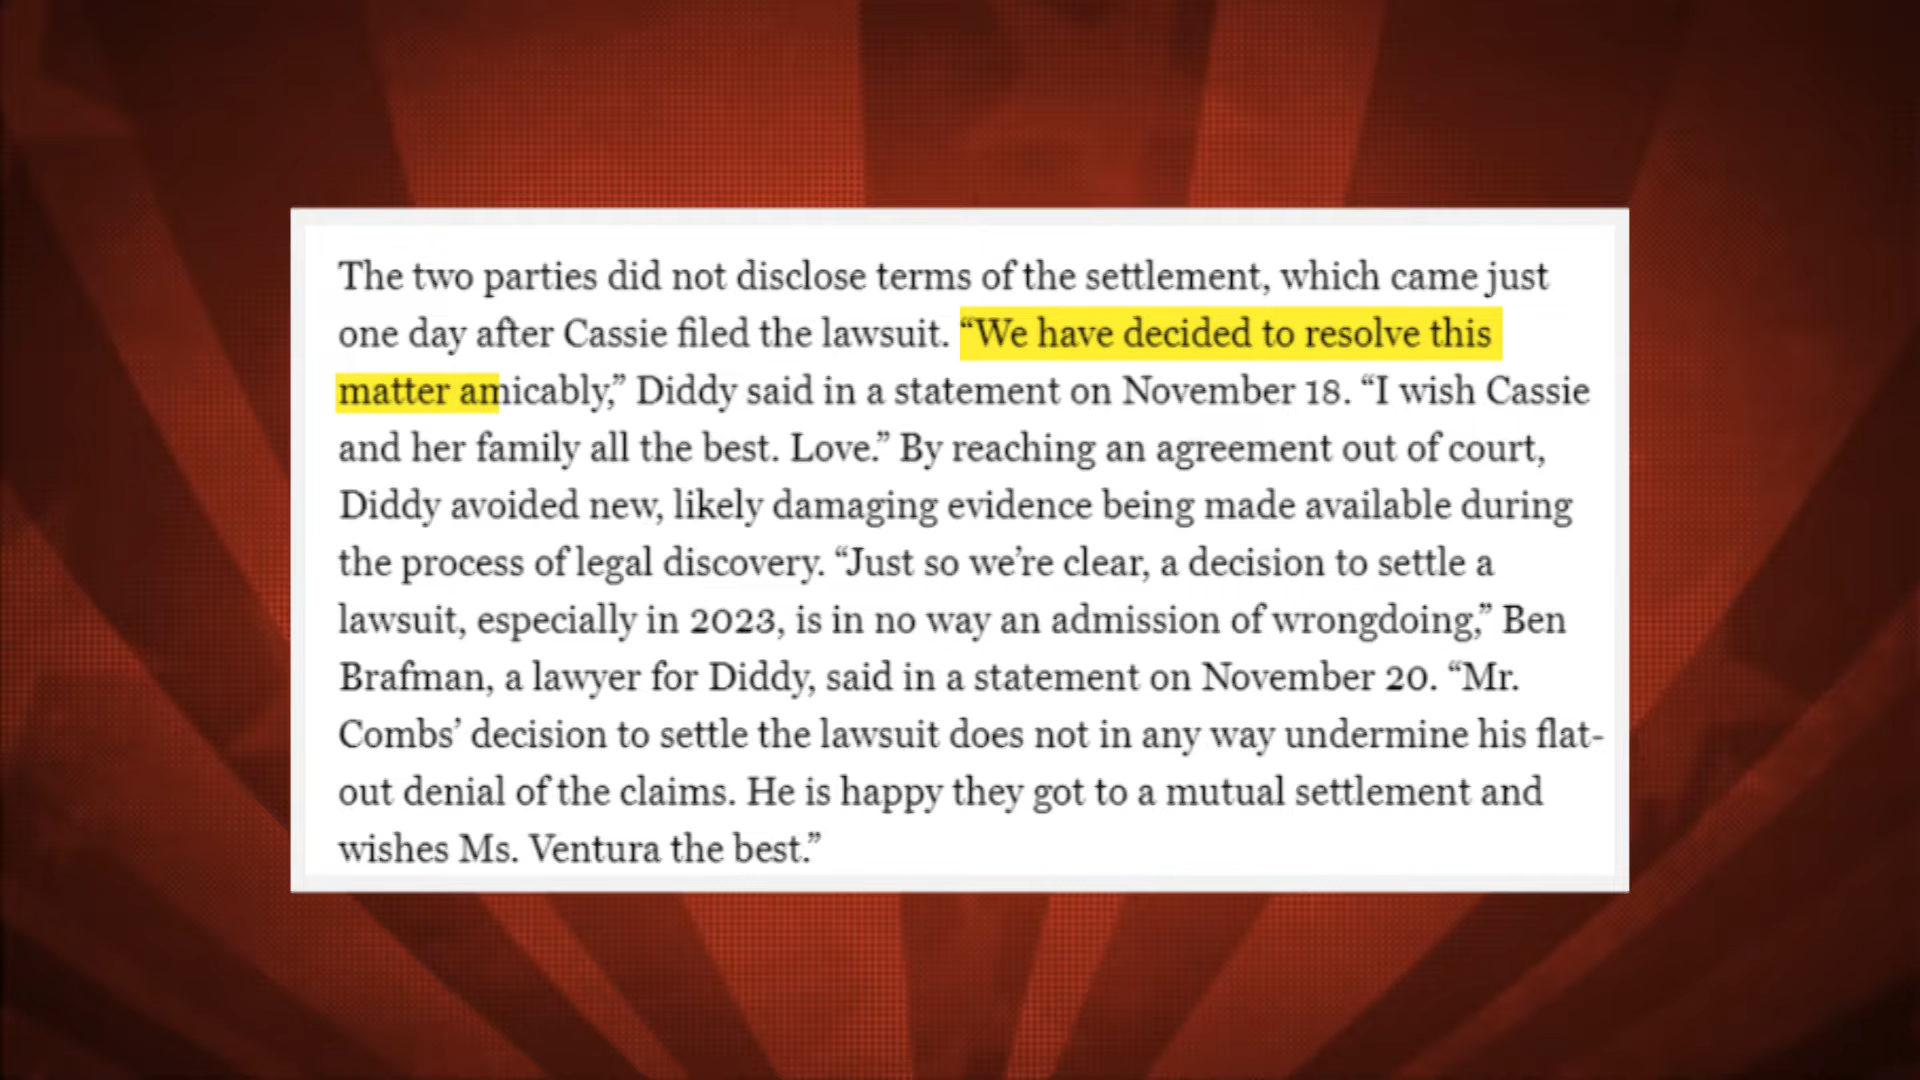 The two parties did not disclose terms of the settlement, which came just
one day after Cassie filed the lawsuit. “We have decided to resolve this
matter amicably,” Diddy said in a statement on November 18. “I wish Cassie
and her family all the best. Love.” By reaching an agreement out of court,
Diddy avoided new, likely damaging evidence being made available during
the process of legal discovery. “Just so we’re clear, a decision to settle a
lawsuit, especially in 2023, is in no way an admission of wrongdoing,” Ben
Brafman, a lawyer for Diddy, said in a statement on November 20. “Mr.
Combs’ decision to settle the lawsuit does not in any way undermine his flat-
out denial of the claims. He is happy they got to a mutual settlement and
wishes Ms. Ventura the best.”